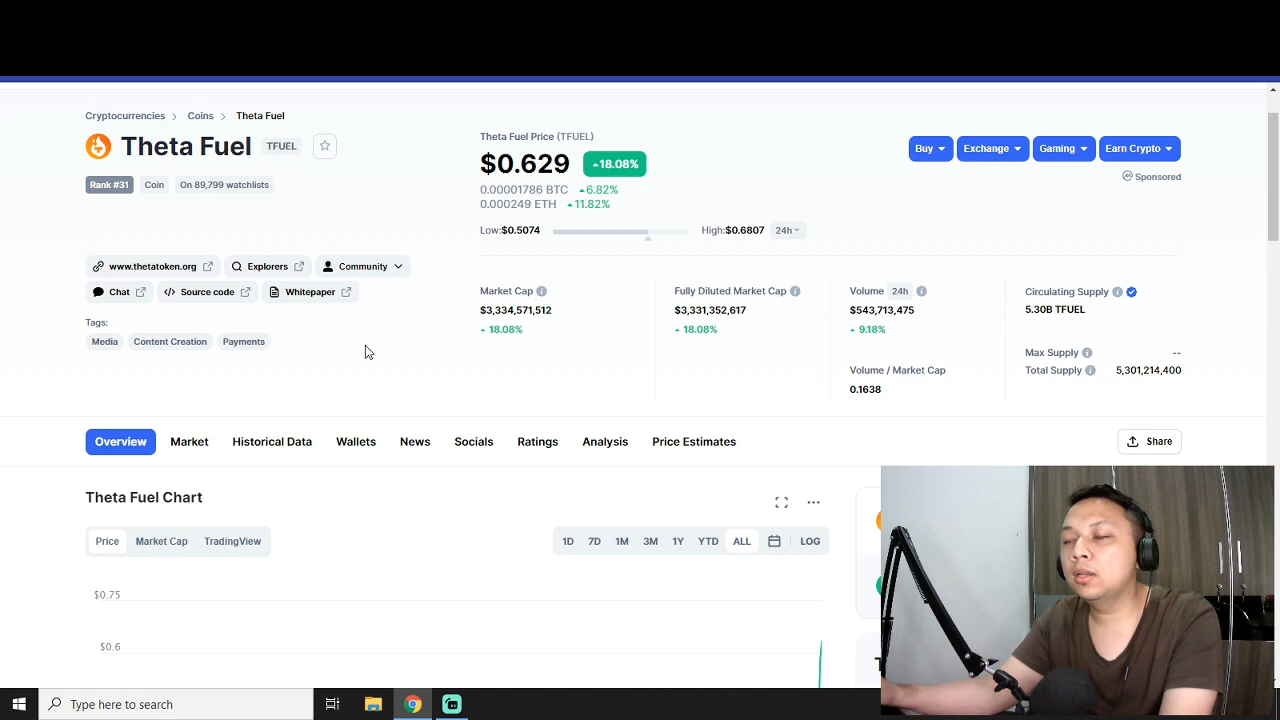 Cryptocurrencies > Coins > Theta Fuel
Theta Fuel TFUEL
Rank #31 Coin On 89,799 watchlists
www.thetatoken.org Explorers Community
Chat Source code Whitepaper
Tags:
Media Content Creation Payments
Theta Fuel Price (TFUEL)
$0.629 18.08%
0.00001786 BTC 6.82%
0.000249 ETH 11.82%
Low:$0.5074 High:$0.6807 24h
Buy Exchange Gaming Earn Crypto
Sponsored
Market Cap
$3,334,571,512
18.08%
Fully Diluted Market Cap
$3,331,352,617
18.08%
Volume 24h
$543,713,475
9.18%
Volume / Market Cap
0.1638
Circulating Supply
5.30B TFUEL
Max Supply --
Total Supply 5,301,214,400
Overview Market Historical Data Wallets News Socials Ratings Analysis Price Estimates Share
Theta Fuel Chart
Price Market Cap TradingView 1D 7D 1M 3M 1Y YTD ALL LOG
$0.75
$0.6
Type here to search